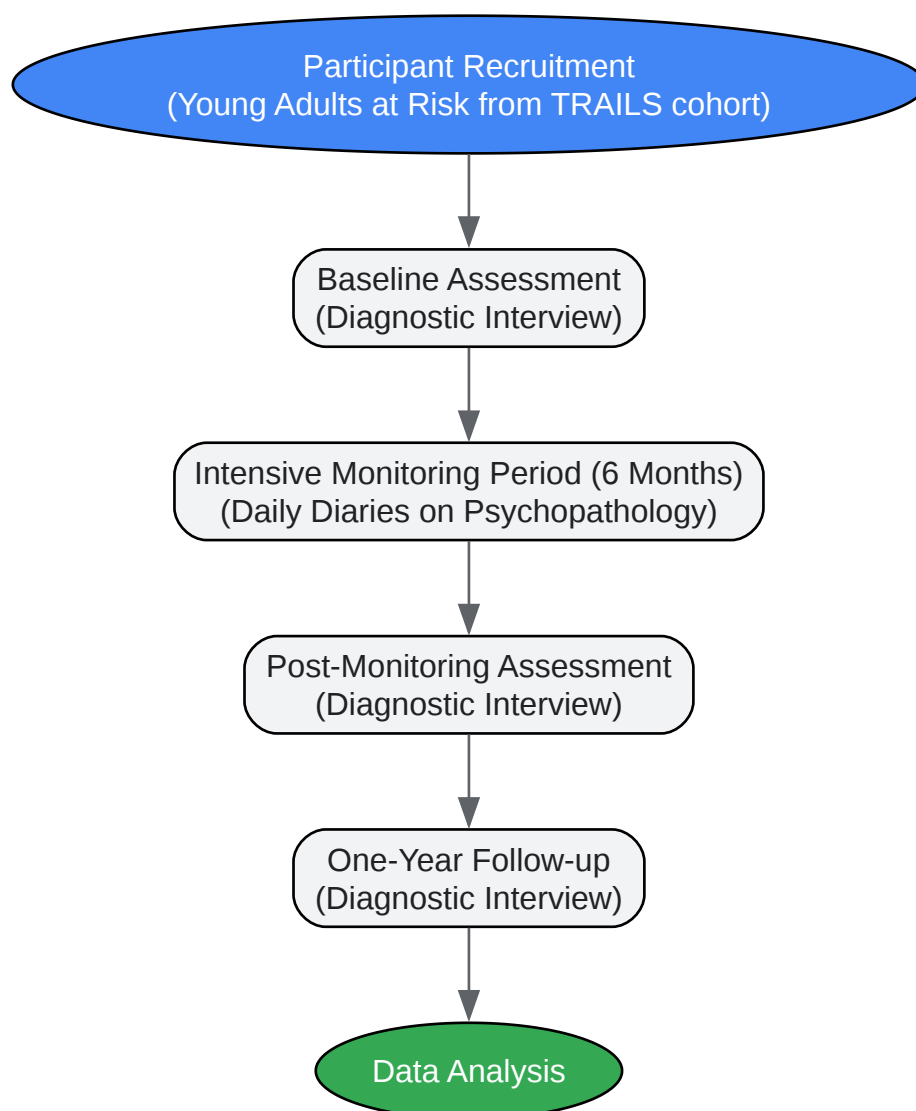 Participant Recruitment
(Young Adults at Risk from TRAILS cohort)
Baseline Assessment
(Diagnostic Interview)
Intensive Monitoring Period (6 Months)
(Daily Diaries on Psychopathology)
Post-Monitoring Assessment
(Diagnostic Interview)
One-Year Follow-up
(Diagnostic Interview)
Data Analysis